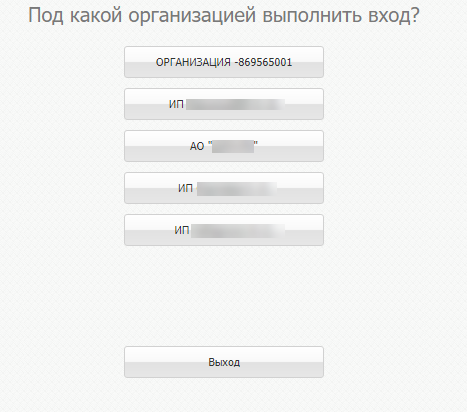 Под какой организацией выполнить вход?
ОРГАНИЗАЦИЯ -869565001
ИП
АО ""
ИП
ИП
Выход